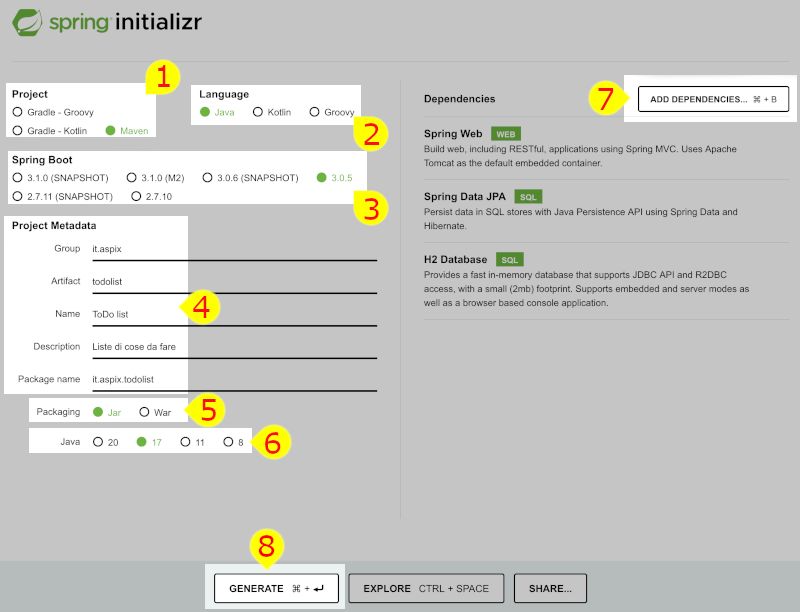 spring initializr
1
Project
Gradle - Groovy
Gradle - Kotlin Maven
Language
Java Kotlin Groovy
2
Spring Boot
3.1.0 (SNAPSHOT) 3.1.0 (M2) 3.0.6 (SNAPSHOT) 3.0.5
2.7.11 (SNAPSHOT) 2.7.10
3
Project Metadata
Group it.aspix
Artifact todolist
Name ToDo list
4
Description Liste di cose da fare
Package name it.aspix.todolist
Packaging Jar War
5
Java 20 17 11 8
6
Dependencies
7
ADD DEPENDENCIES... ⌘ + B
Spring Web WEB
Build web, including RESTful, applications using Spring MVC. Uses Apache
Tomcat as the default embedded container.
Spring Data JPA SQL
Persist data in SQL stores with Java Persistence API using Spring Data and
Hibernate.
H2 Database SQL
Provides a fast in-memory database that supports JDBC API and R2DBC
access, with a small (2mb) footprint. Supports embedded and server modes as
well as a browser based console application.
8
GENERATE ⌘ + ↵
EXPLORE CTRL + SPACE
SHARE...